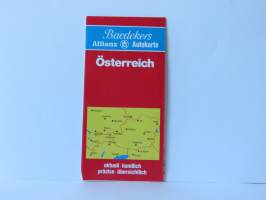 Baedekers
Allianz Autokarte
Österreich
aktuell · handlich
präzise · übersichtlich